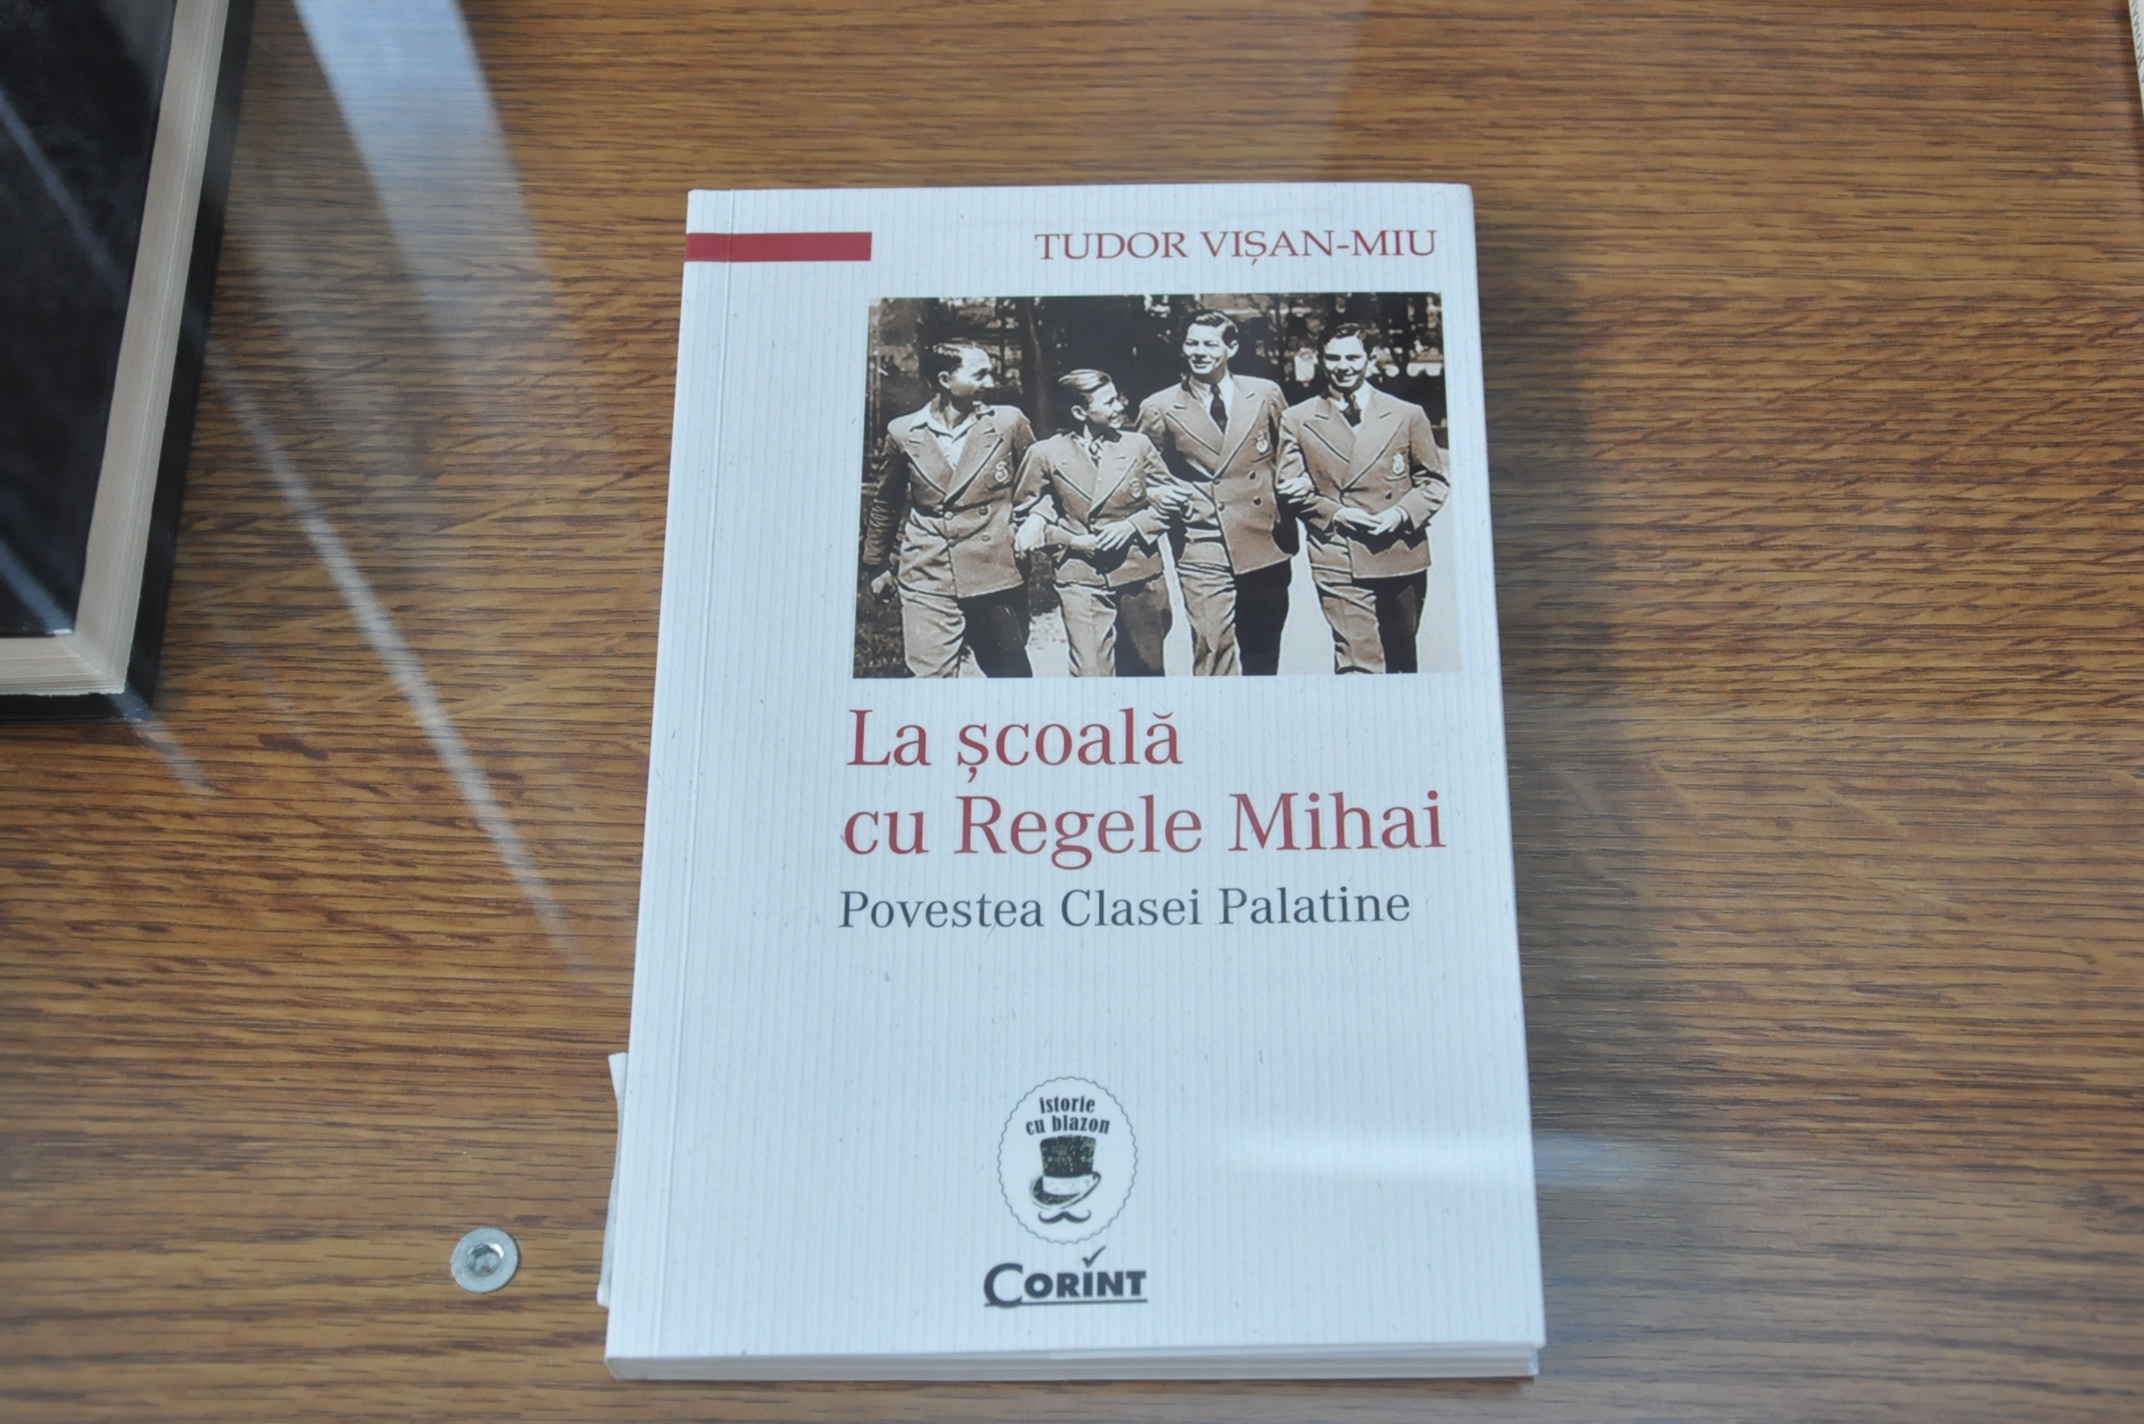 TUDOR VIȘAN-MIU
La școală
cu Regele Mihai
Povestea Clasei Palatine
istorie
cu blazon
CORINT